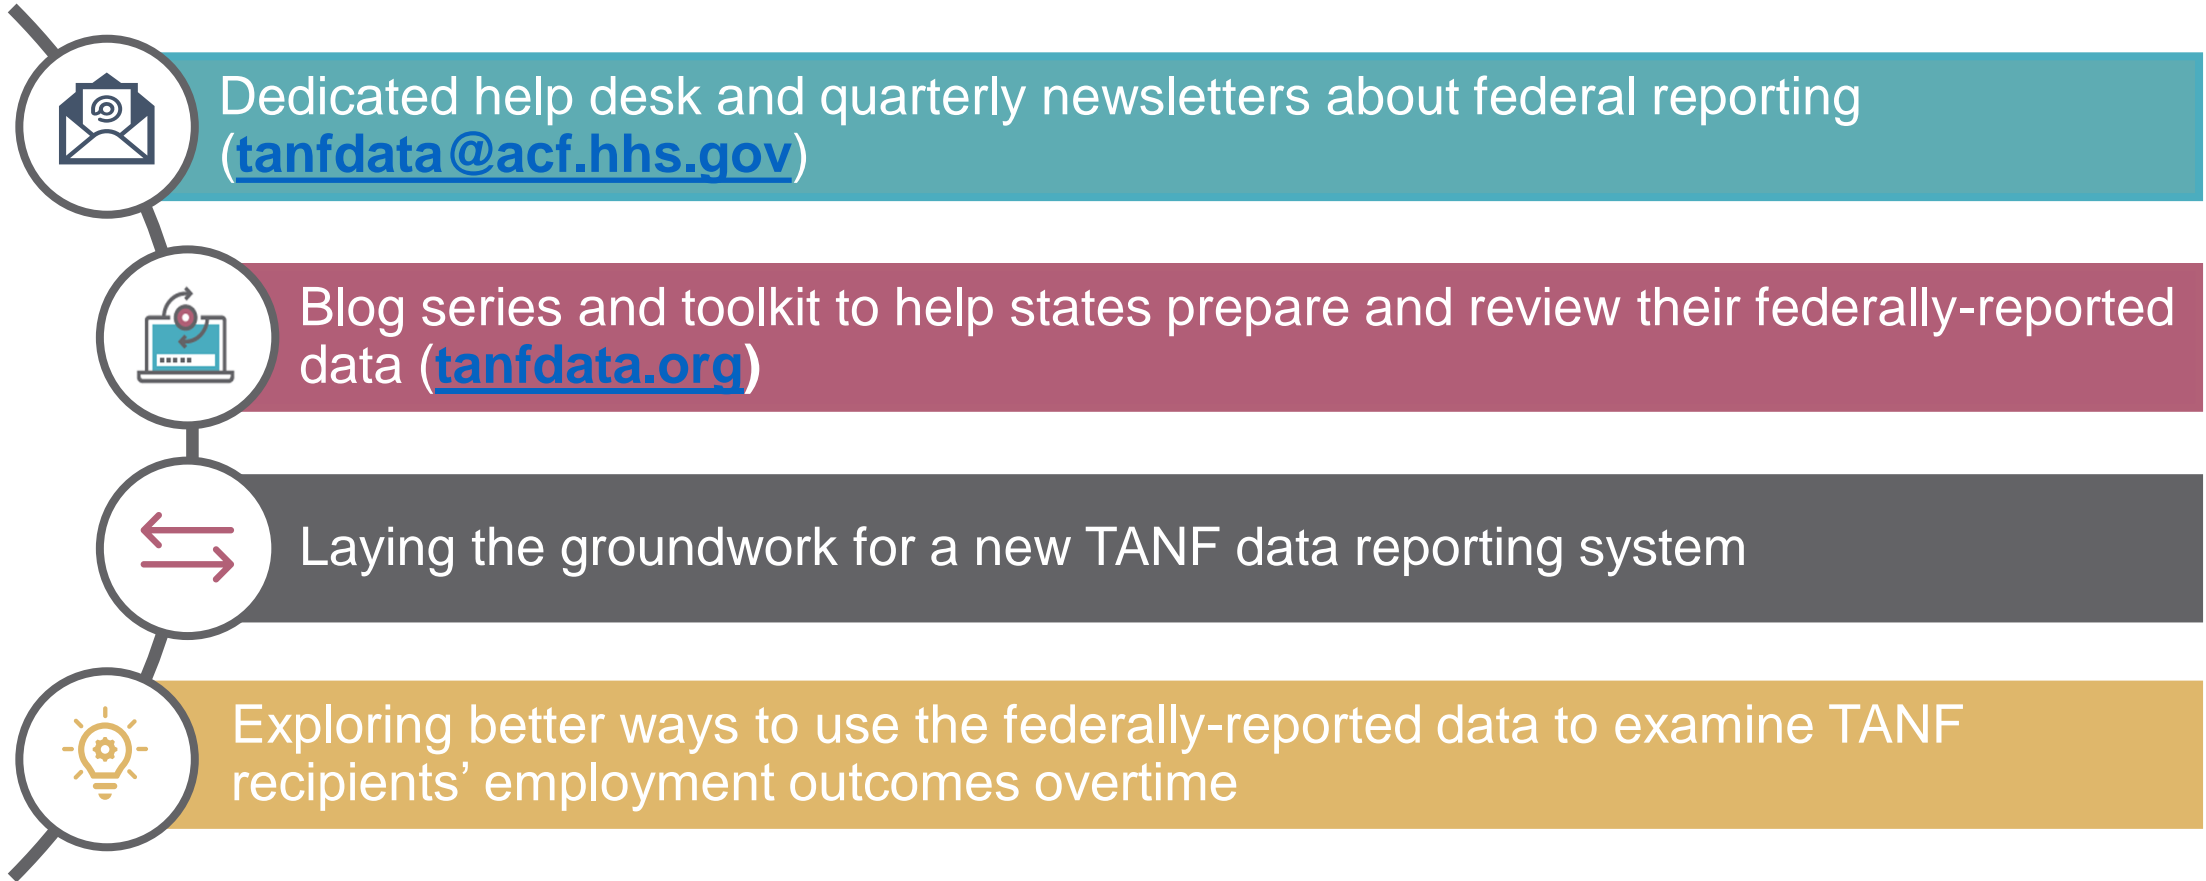 Dedicated help desk and quarterly newsletters about federal reporting
(tanfdata@acf.hhs.gov)
Blog series and toolkit to help states prepare and review their federally-reported
data (tanfdata.org)
Laying the groundwork for a new TANF data reporting system
Exploring better ways to use the federally-reported data to examine TANF
recipients’ employment outcomes overtime